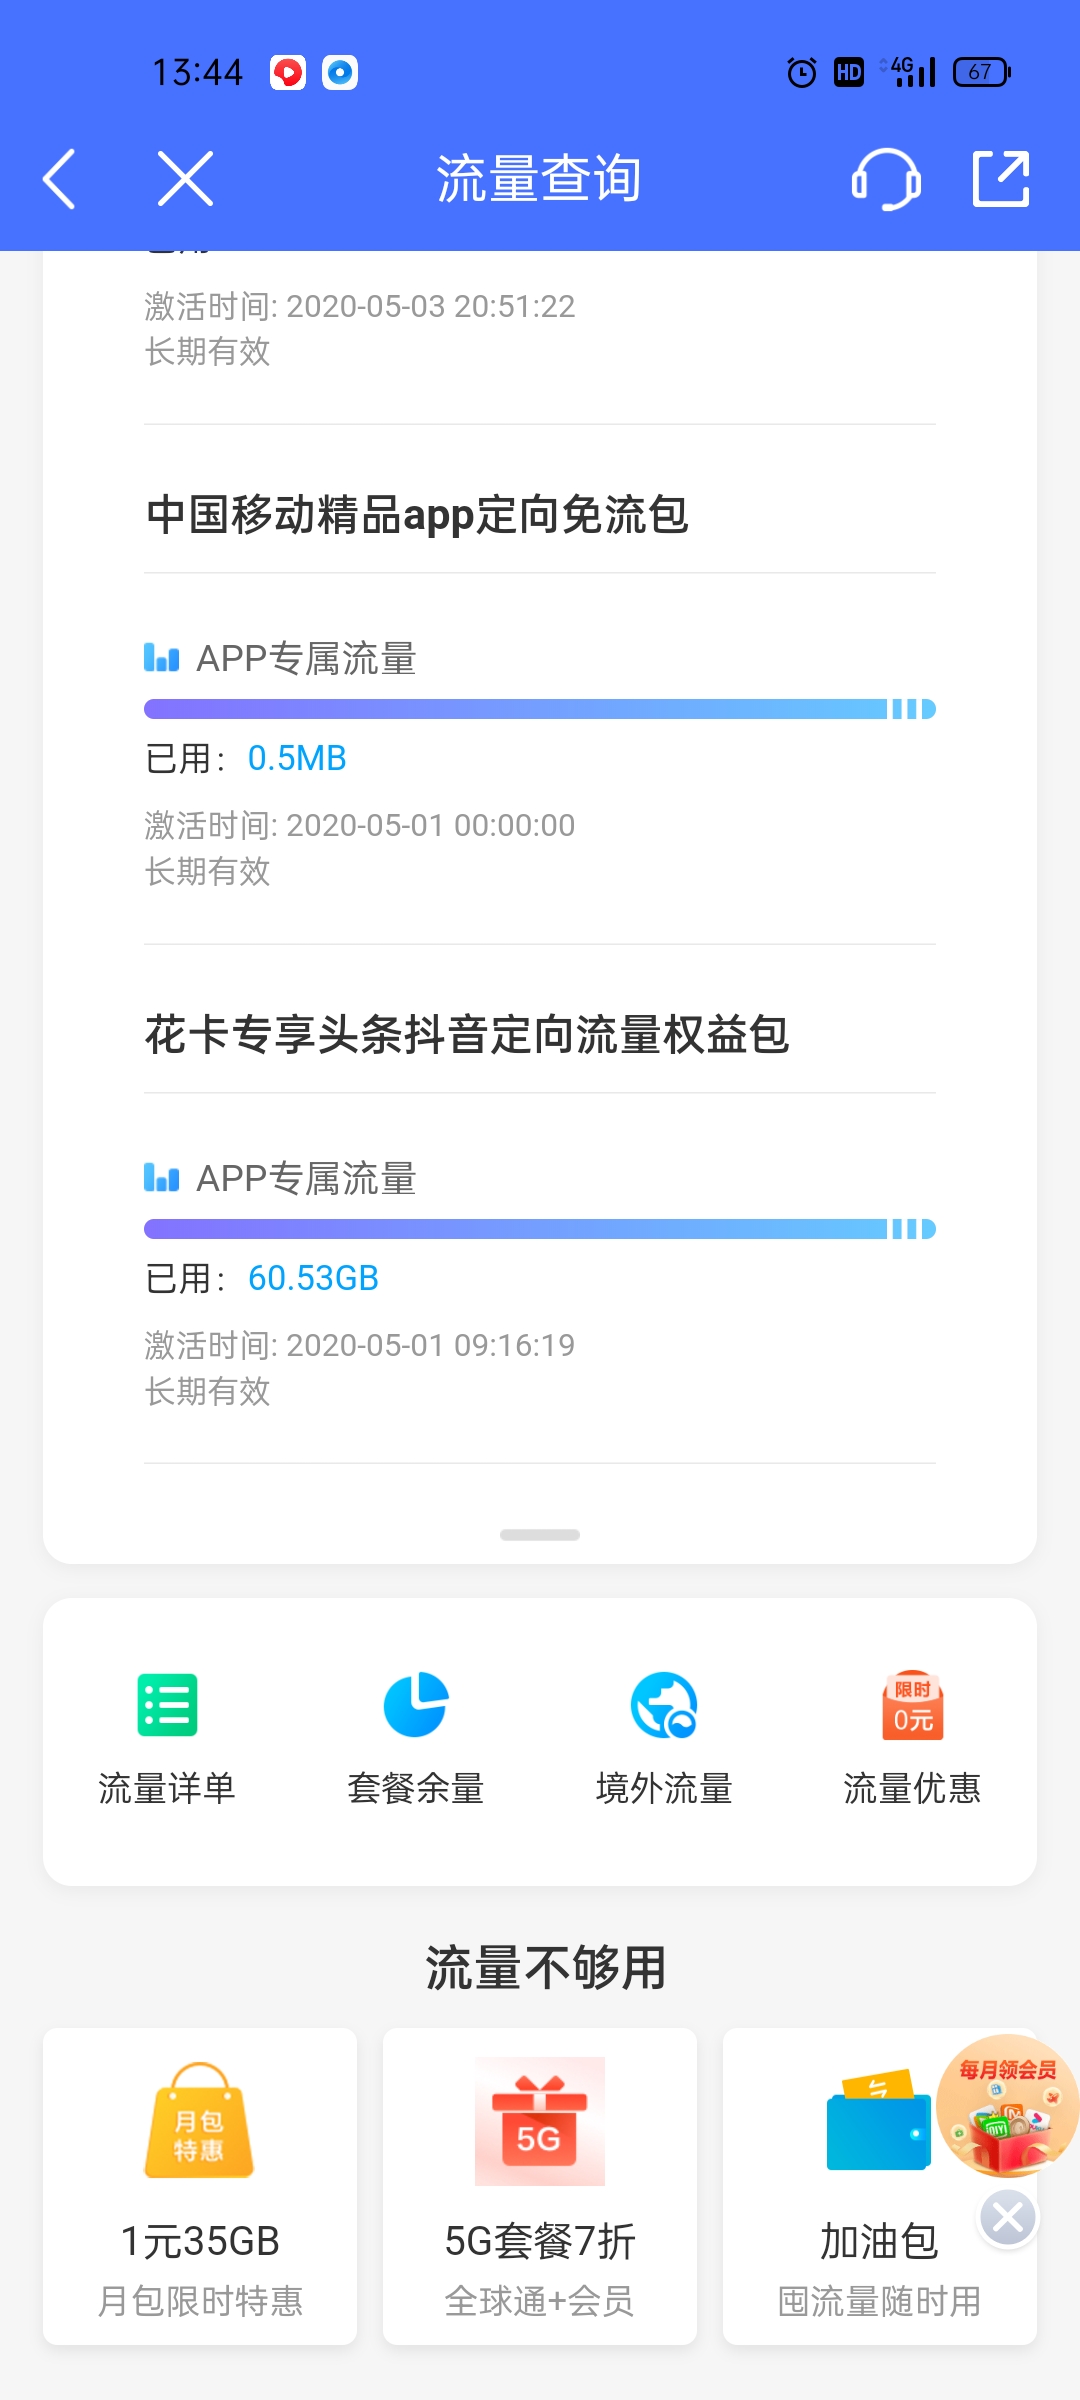 13:44
HD
4G
67
流量查询
激活时间: 2020-05-03 20:51:22
长期有效
中国移动精品app定向免流包
APP专属流量
已用： 0.5MB
激活时间: 2020-05-01 00:00:00
长期有效
花卡专享头条抖音定向流量权益包
APP专属流量
已用： 60.53GB
激活时间: 2020-05-01 09:16:19
长期有效
限时
0元
流量详单
套餐余量
境外流量
流量优惠
流量不够用
月包
特惠
5G
每月领会员
1元35GB
5G套餐7折
加油包
月包限时特惠
全球通+会员
囤流量随时用